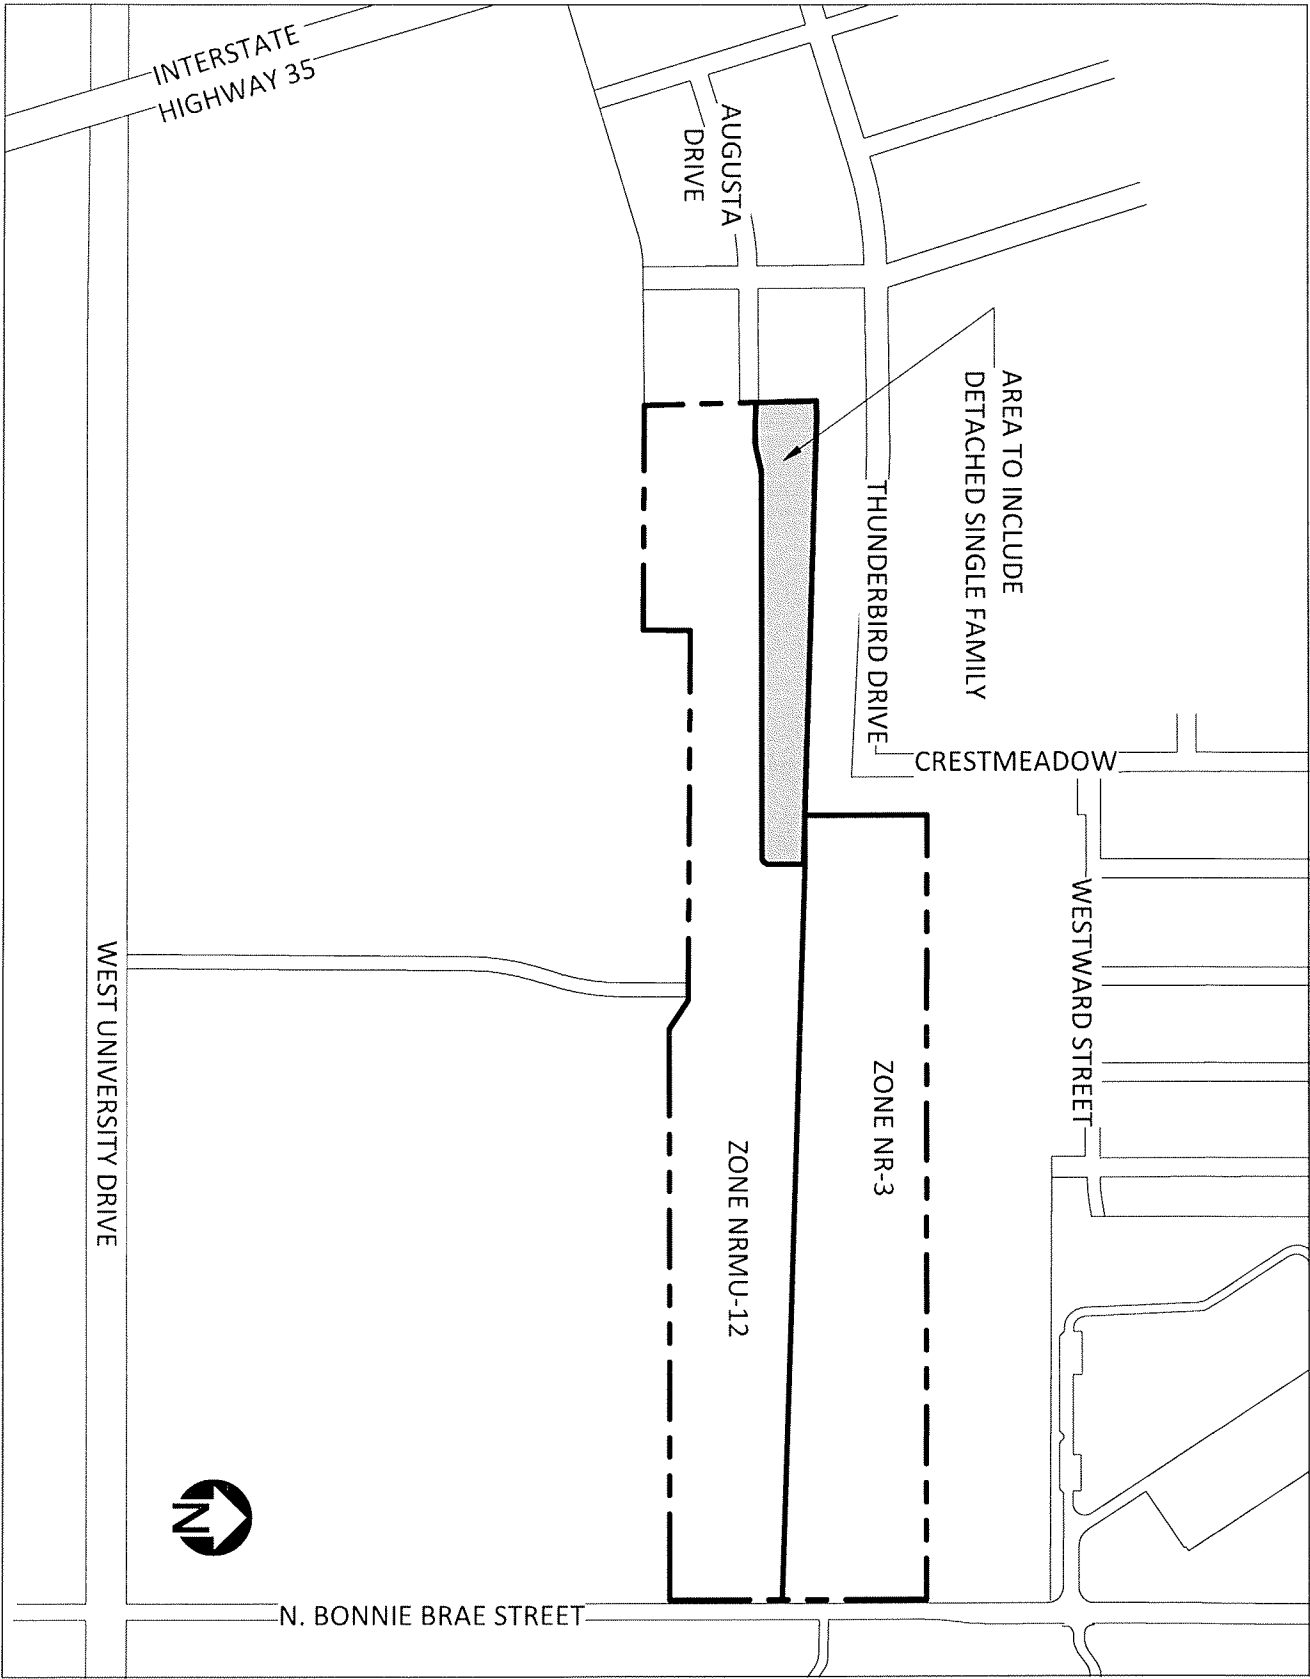 INTERSTATE
HIGHWAY 35
AUGUSTA
DRIVE
AREA TO INCLUDE
DETACHED SINGLE FAMILY
THUNDERBIRD DRIVE
CRESTMEADOW
WESTWARD STREET
ZONE NR-3
ZONE NRMU-12
WEST UNIVERSITY DRIVE
N. BONNIE BRAE STREET
N